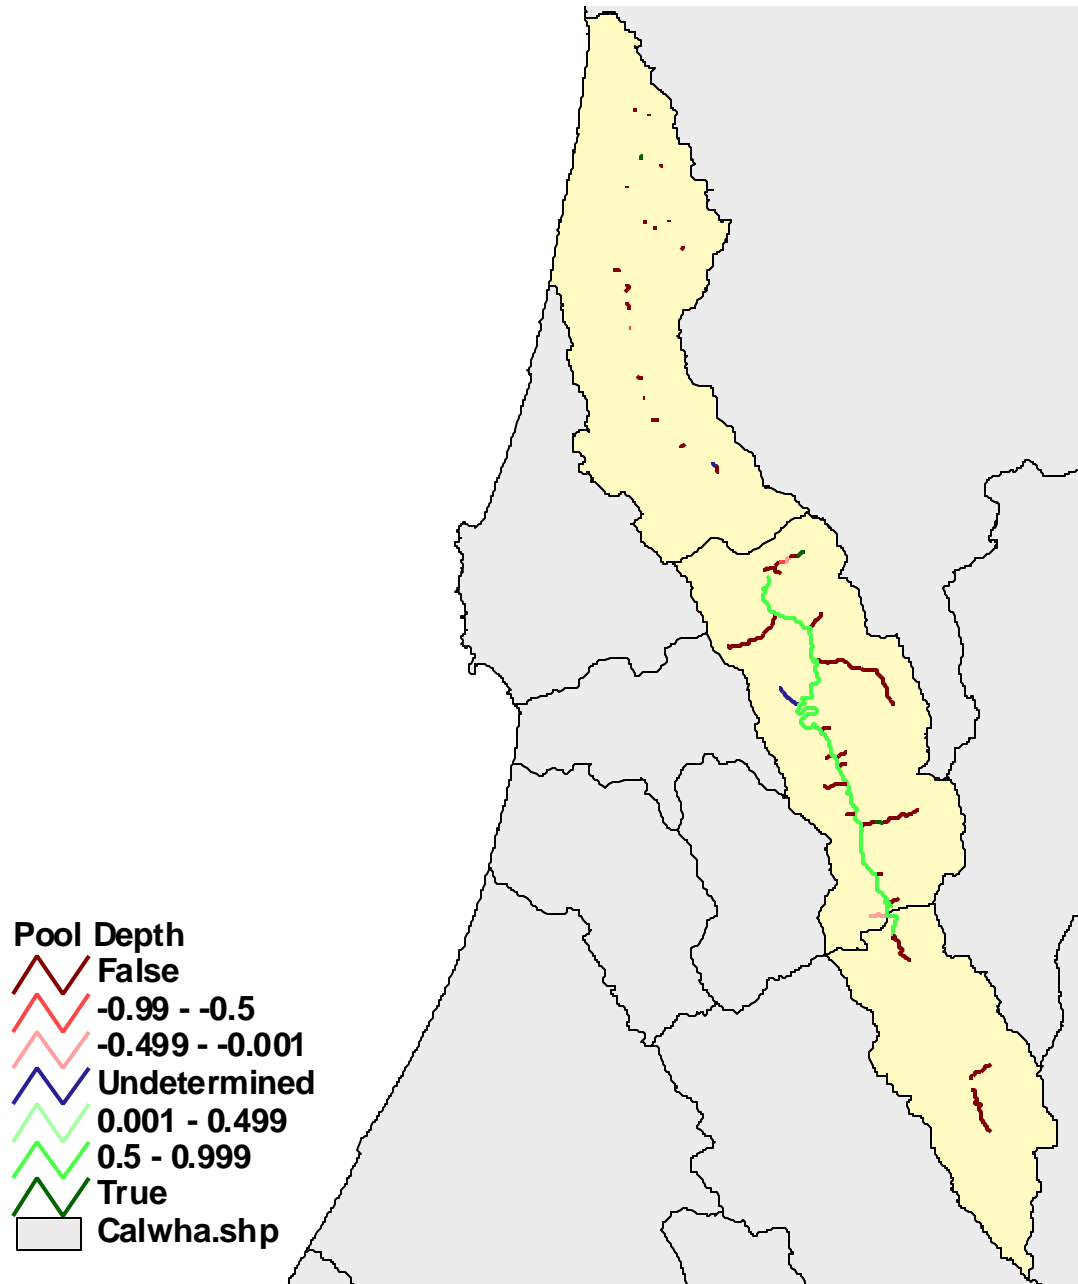 Pool Depth
False
-0.99 - -0.5
-0.499 - -0.001
Undetermined
0.001 - 0.499
0.5 - 0.999
True
Calwha.shp